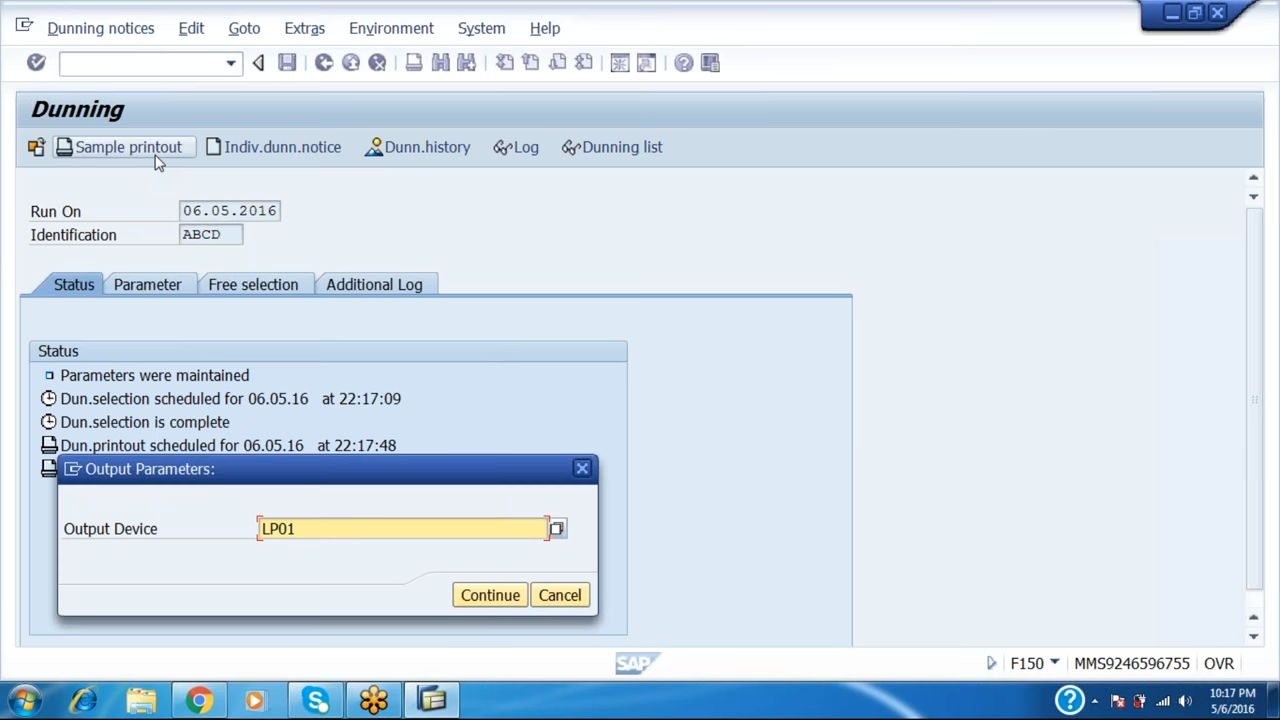 Dunning notices Edit Goto Extras Environment System Help
Dunning
Sample printout Indiv.dunn.notice Dunn.history Log Dunning list
Run On 06.05.2016
Identification ABCD
Status Parameter Free selection Additional Log
Status
Parameters were maintained
Dun.selection scheduled for 06.05.16 at 22:17:09
Dun.selection is complete
Dun.printout scheduled for 06.05.16 at 22:17:48
Output Parameters:
Output Device LP01
Continue Cancel
SAP F150 MMS9246596755 OVR
10:17 PM
5/6/2016